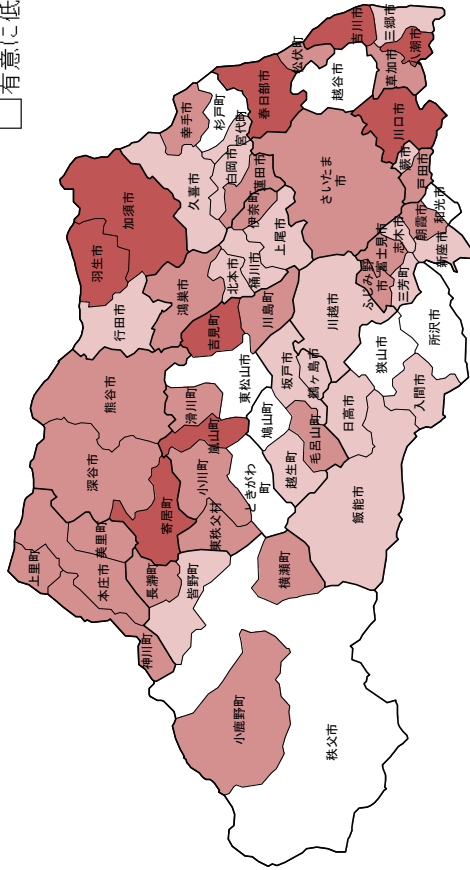 有意に低
吉川市
三郷市
八潮市
松伏町
草加市
越谷市
春日部市
川口市
杉戸町
宮代町
幸手市
蕨市
戸田市
白岡市
蓮田市
さいたま
市
和光市
久喜市
伊奈町
上尾市
志木市
朝霞市
新座市
富士見市
ふじみ野
市
三芳町
加須市
羽生市
北本市
桶川市
鴻巣市
川島町
川越市
所沢市
行田市
吉見町
狭山市
東松山市
坂戸市
鶴ヶ島市
入間市
熊谷市
滑川町
鳩山町
日高市
嵐山町
毛呂山町
越生町
深谷市
小川町
ときがわ
町
飯能市
寄居町
東秩父村
美里町
上里町
本庄市
長瀞町
皆野町
横瀬町
神川町
小鹿野町
秩父市